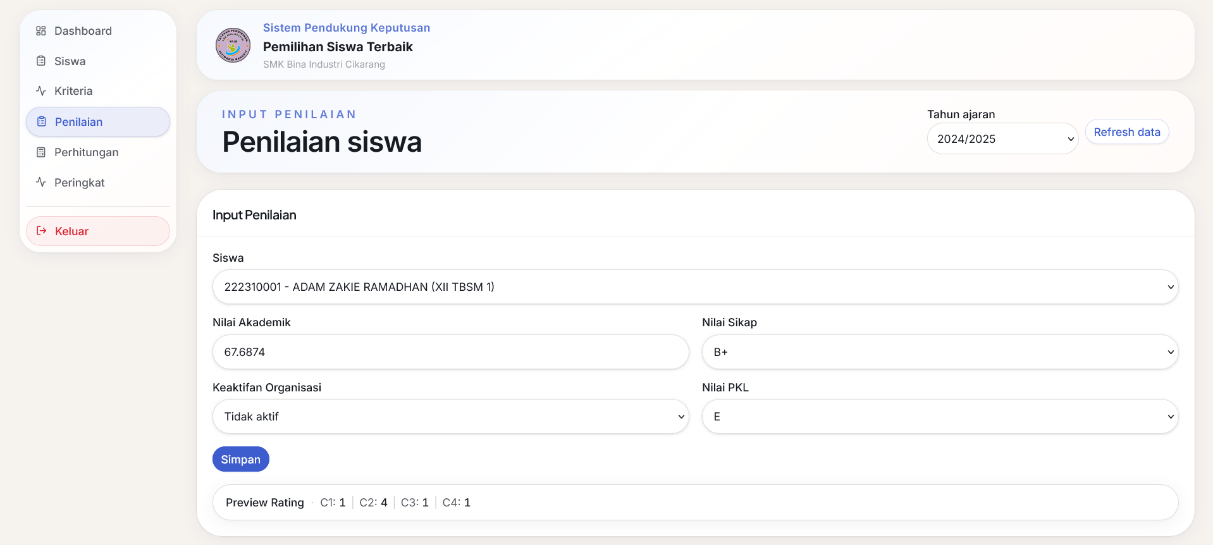 Dashboard
Siswa
Kriteria
Penilaian
Perhitungan
Peringkat
Keluar
Sistem Pendukung Keputusan
Pemilihan Siswa Terbaik
SMK Bina Industri Cikarang
INPUT PENILAIAN
Penilaian siswa
Tahun ajaran
2024/2025
Refresh data
Input Penilaian
Siswa
222310001 - ADAM ZAKIE RAMADHAN (XII TBSM 1)
Nilai Akademik
67.6874
Nilai Sikap
B+
Keaktifan Organisasi
Tidak aktif
Nilai PKL
E
Simpan
Preview Rating · C1: 1 | C2: 4 | C3: 1 | C4: 1